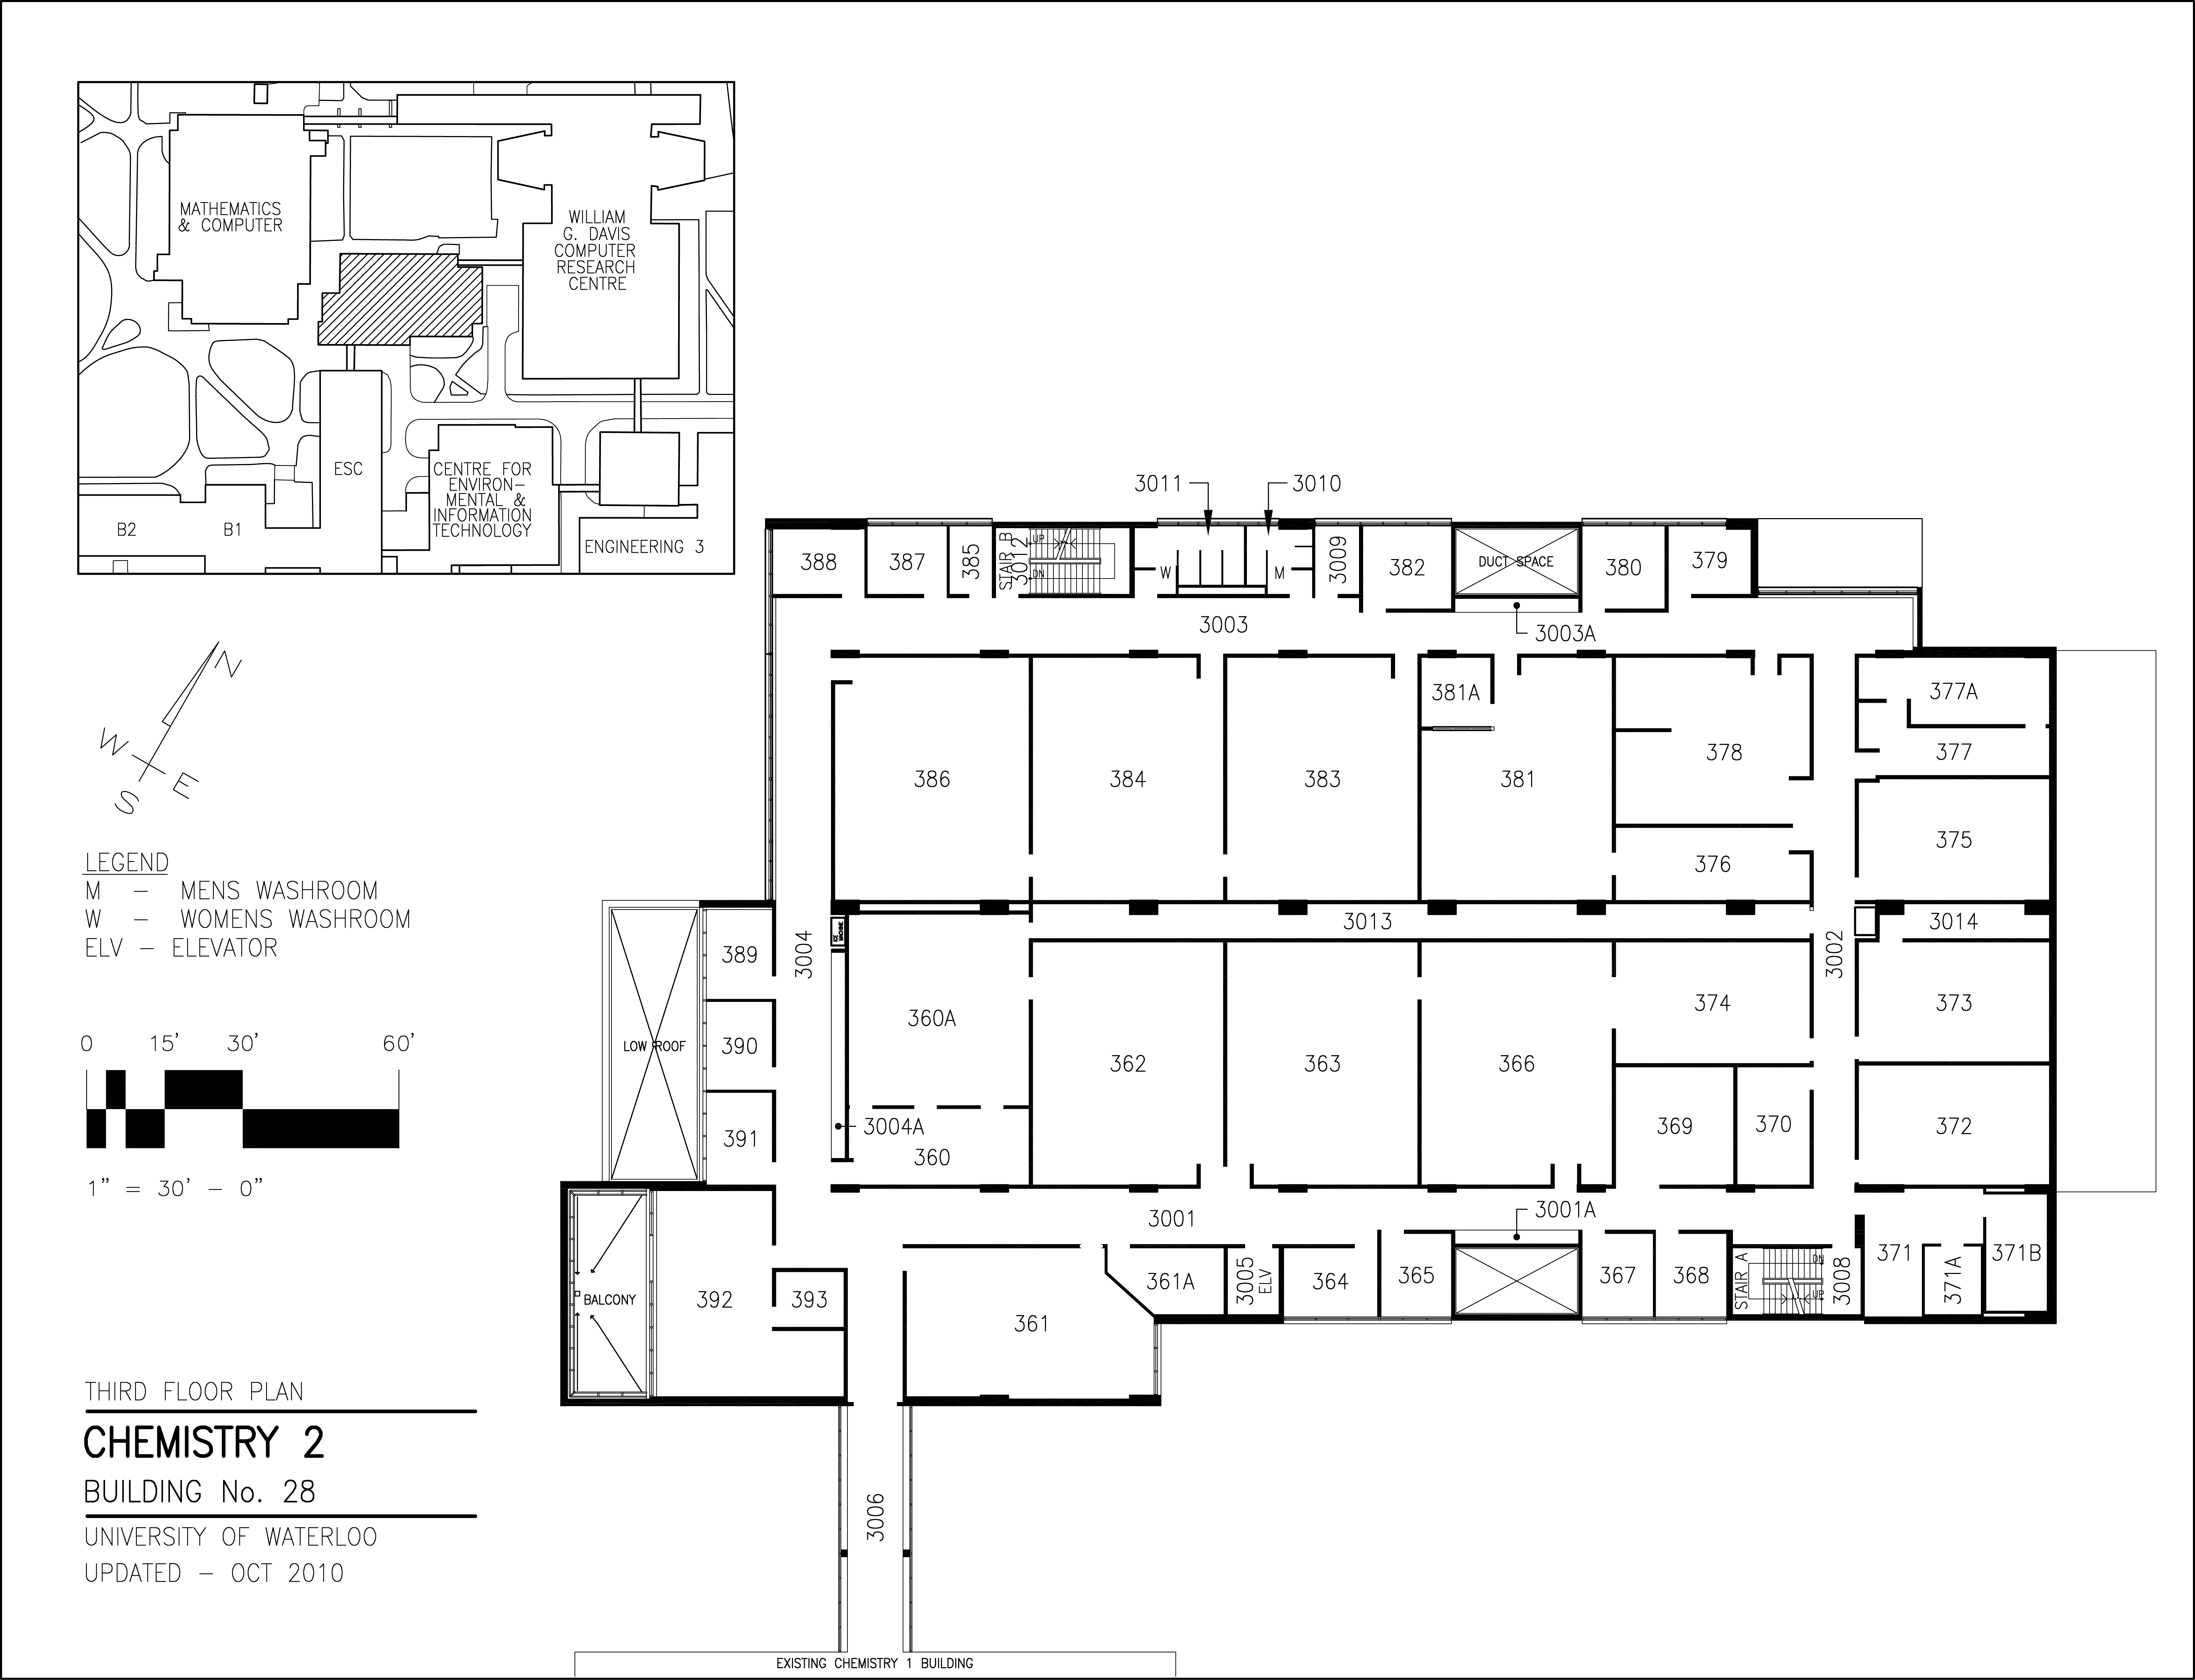 MATHEMATICS
& COMPUTER
WILLIAM
G. DAVIS
COMPUTER
RESEARCH
CENTRE
ESC
CENTRE FOR
ENVIRON-
MENTAL &
INFORMATION
TECHNOLOGY
B2
B1
ENGINEERING 3
N
W
E
S
LEGEND
M - MENS WASHROOM
W - WOMENS WASHROOM
ELV - ELEVATOR
0 15' 30' 60'
1" = 30' - 0"
THIRD FLOOR PLAN
CHEMISTRY 2
BUILDING No. 28
UNIVERSITY OF WATERLOO
UPDATED - OCT 2010
3011
3010
388
387
385
STAIR B
3012
UP
DN
W
M
3009
382
DUCT SPACE
380
379
3003
3003A
386
384
383
381A
381
378
376
377A
377
375
3013
3014
3004
3002
389
390
391
LOW ROOF
360A
3004A
360
362
363
366
374
369
370
373
372
3001
3001A
BALCONY
392
393
361
361A
3005
ELV
364
365
367
368
STAIR A
DN
UP
3008
371
371A
371B
3006
EXISTING CHEMISTRY 1 BUILDING